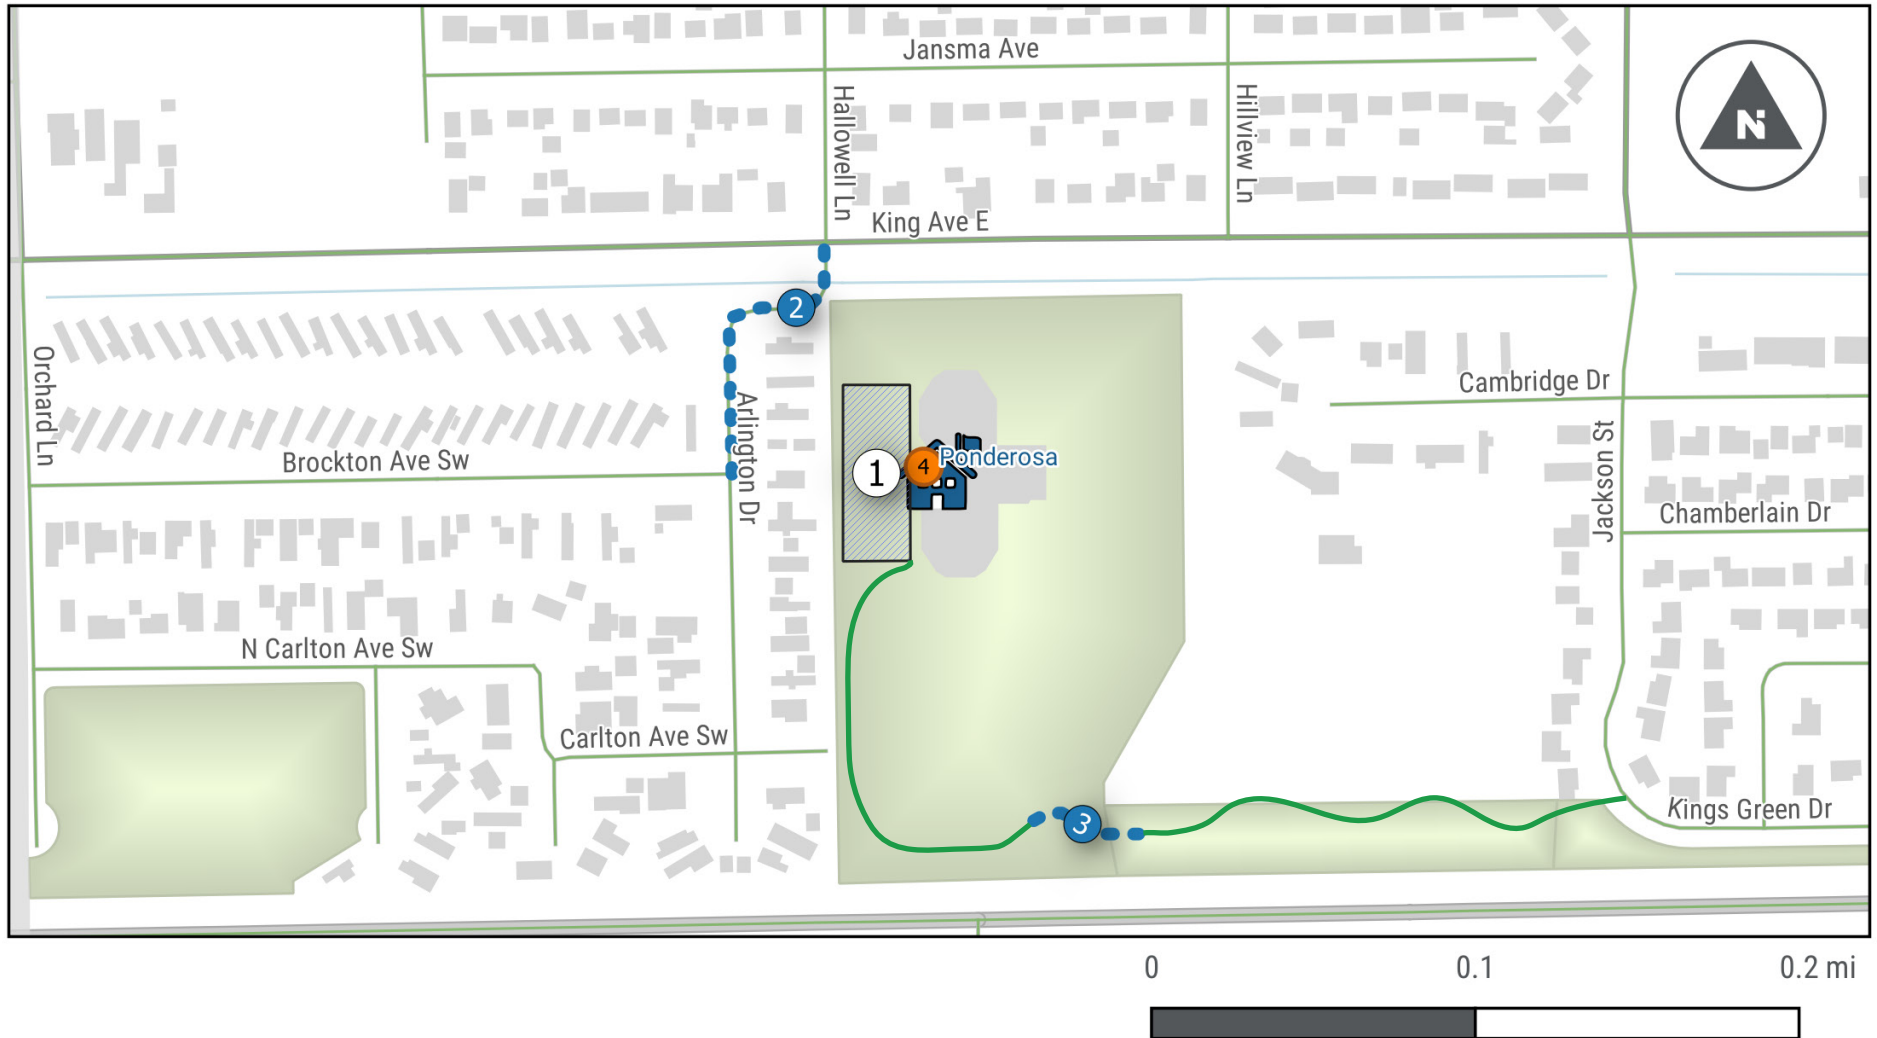 Jansma Ave
N
Hallowell Ln
Hillview Ln
King Ave E
2
Orchard Ln
Cambridge Dr
Arlington Dr
Jackson St
Brockton Ave Sw
1
4
Ponderosa
Chamberlain Dr
N Carlton Ave Sw
Carlton Ave Sw
3
Kings Green Dr
0 0.1 0.2 mi